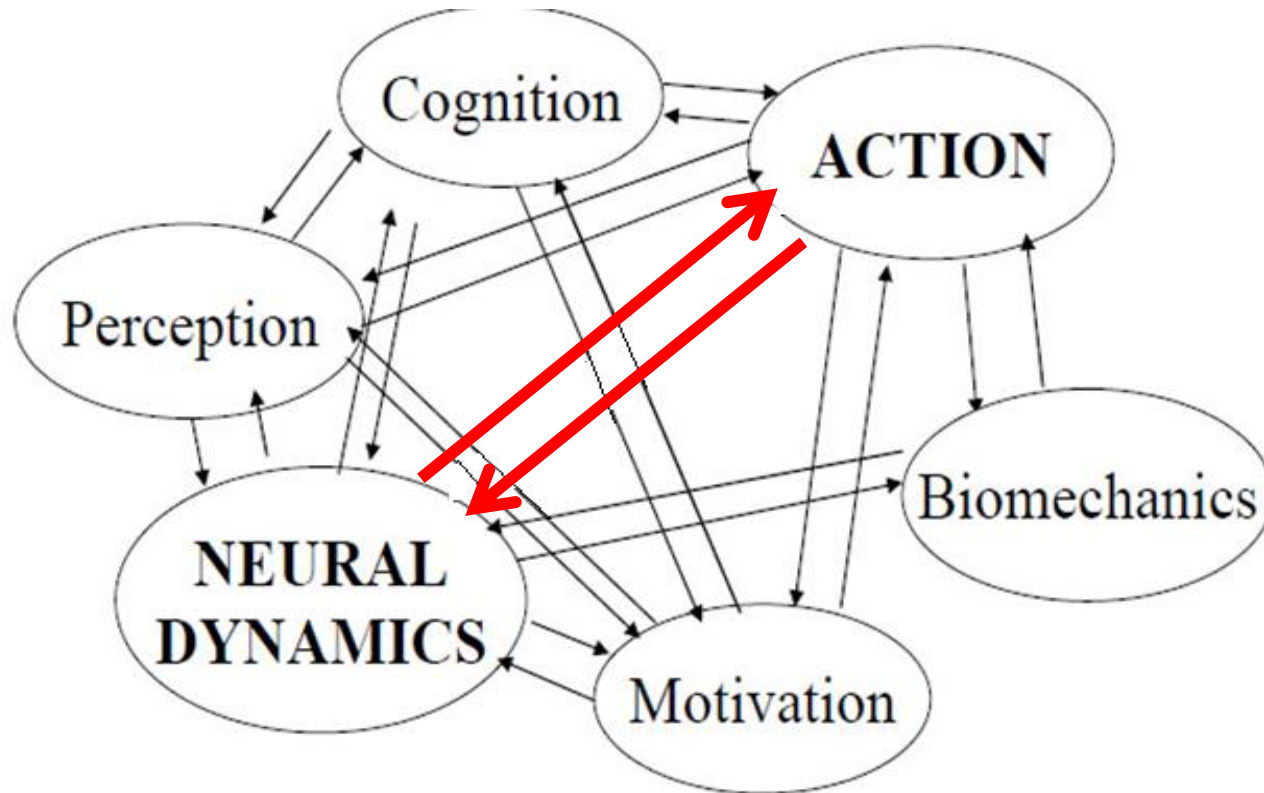 Cognition
ACTION
Perception
Biomechanics
NEURAL
DYNAMICS
Motivation